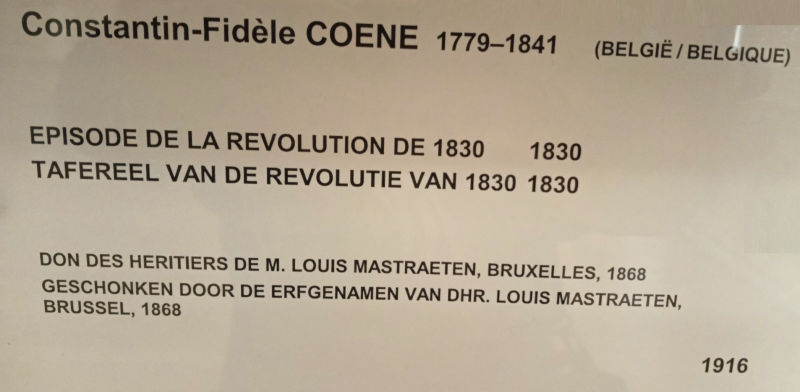 Constantin-Fidèle COENE 1779–1841 (BELGIË / BELGIQUE)
EPISODE DE LA REVOLUTION DE 1830 1830
TAFEREEL VAN DE REVOLUTIE VAN 1830 1830
DON DES HERITIERS DE M. LOUIS MASTRAETEN, BRUXELLES, 1868
GESCHONKEN DOOR DE ERFGENAMEN VAN DHR. LOUIS MASTRAETEN,
BRUSSEL, 1868
1916